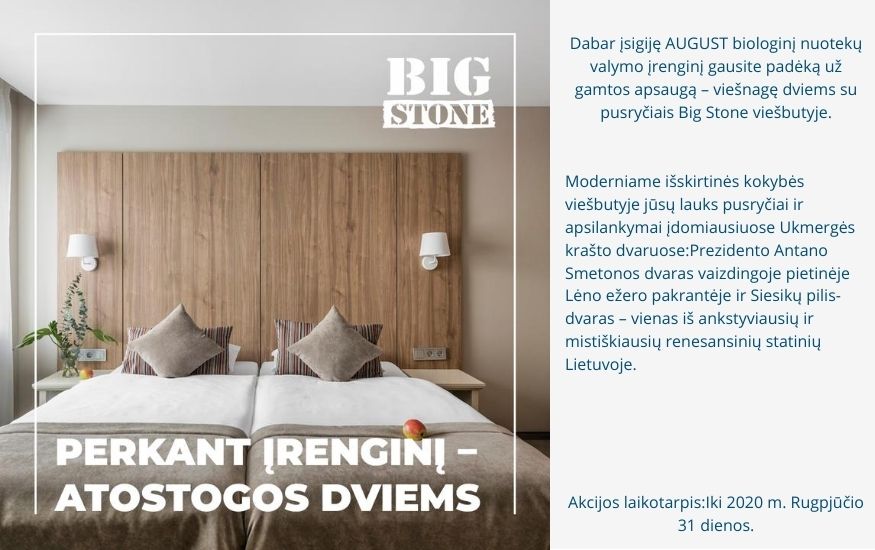 BIG
STONE
PERKANT ĮRENGINĮ –
ATOSTOGOS DVIEMS
Dabar įsigiję AUGUST biologinį nuotekų
valymo įrenginį gausite padėką už
gamtos apsaugą – viešnagę dviems su
pusryčiais Big Stone viešbutyje.
Moderniame išskirtinės kokybės
viešbutyje jūsų lauks pusryčiai ir
apsilankymai įdomiausiuose Ukmergės
krašto dvaruose:Prezidento Antano
Smetonos dvaras vaizdingoje pietinėje
Lėno ežero pakrantėje ir Siesikų pilis-
dvaras – vienas iš ankstyviausių ir
mistiškiausių renesansinių statinių
Lietuvoje.
Akcijos laikotarpis:Iki 2020 m. Rugpjūčio
31 dienos.